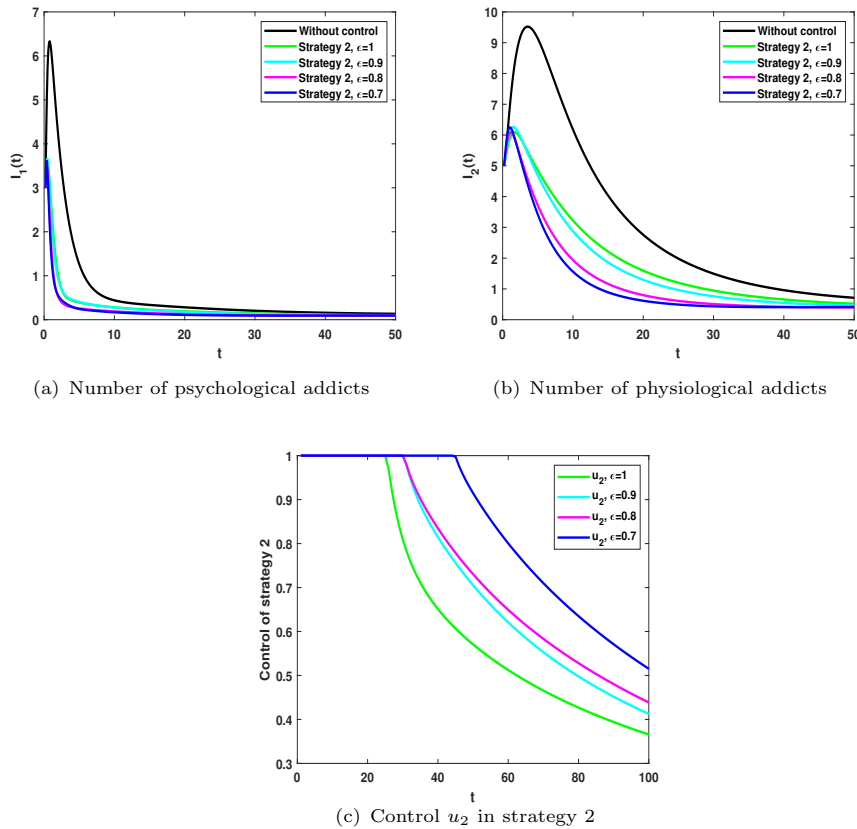 7
6
5
4
3
2
1
0
I₁(t)
0 10 20 30 40 50
t
Without control
Strategy 2, ϵ=1
Strategy 2, ϵ=0.9
Strategy 2, ϵ=0.8
Strategy 2, ϵ=0.7
(a) Number of psychological addicts
10
9
8
7
6
5
4
3
2
1
0
I₂(t)
0 10 20 30 40 50
t
Without control
Strategy 2, ϵ=1
Strategy 2, ϵ=0.9
Strategy 2, ϵ=0.8
Strategy 2, ϵ=0.7
(b) Number of physiological addicts
1
0.9
0.8
0.7
0.6
0.5
0.4
0.3
Control of strategy 2
0 20 40 60 80 100
t
u₂, ϵ=1
u₂, ϵ=0.9
u₂, ϵ=0.8
u₂, ϵ=0.7
(c) Control u₂ in strategy 2